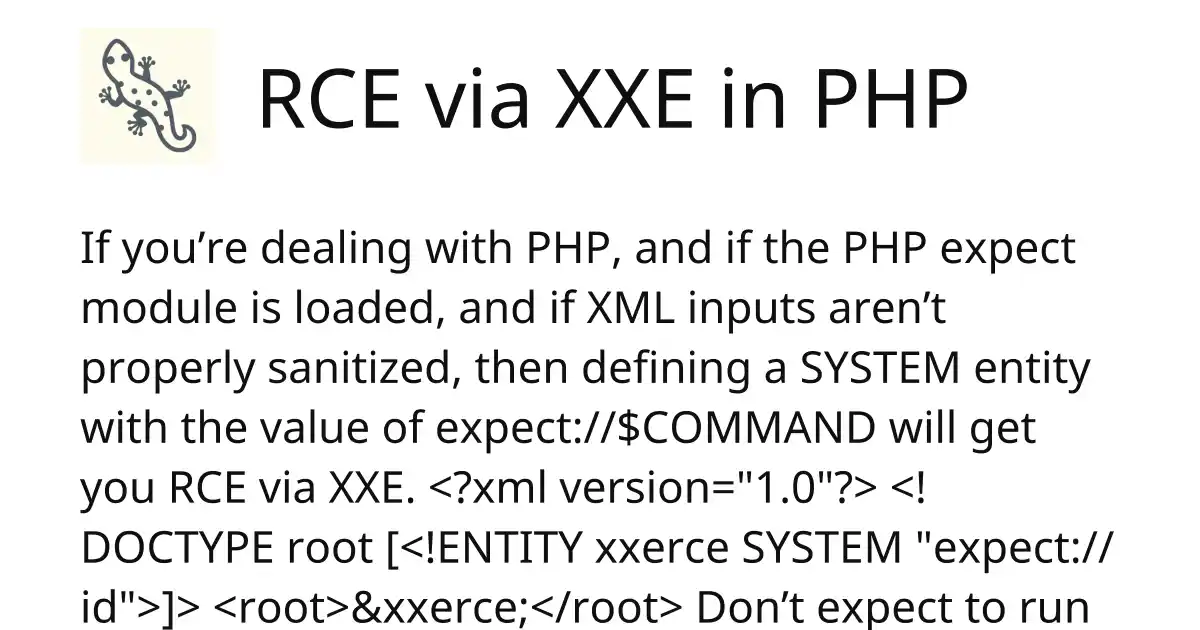 RCE via XXE in PHP
If you’re dealing with PHP, and if the PHP expect
module is loaded, and if XML inputs aren’t
properly sanitized, then defining a SYSTEM entity
with the value of expect://$COMMAND will get
you RCE via XXE. <?xml version="1.0"?> <!
DOCTYPE root [<!ENTITY xxerce SYSTEM "expect://
id">]> <root>&xxerce;</root> Don’t expect to run